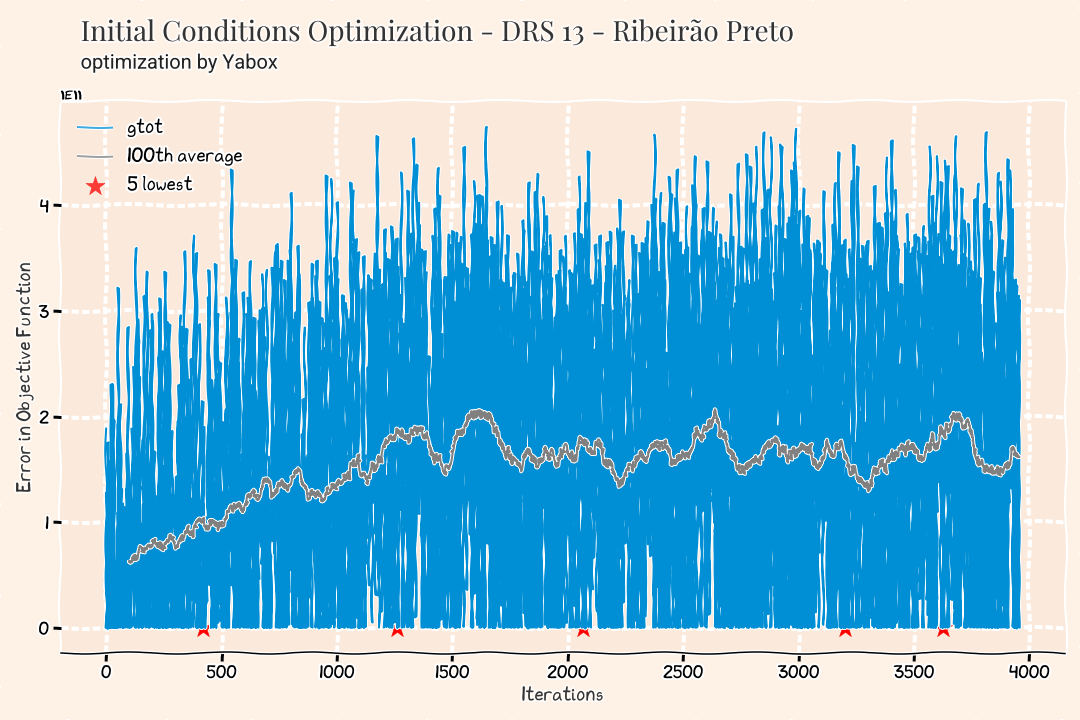 Initial Conditions Optimization - DRS 13 - Ribeirão Preto
optimization by Yabox
1E11
gtot
100th average
5 lowest
4
3
2
1
0
Error in Objective Function
0 500 1000 1500 2000 2500 3000 3500 4000
Iterations